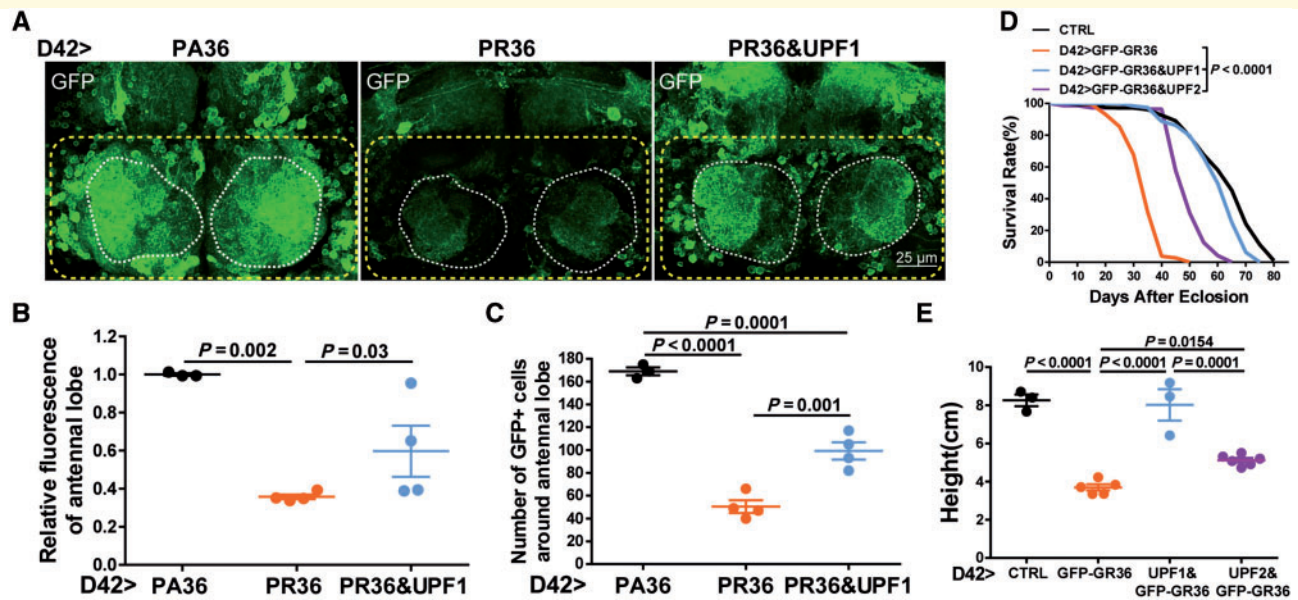 A
D42> PA36 PR36 PR36&UPF1
GFP GFP GFP
25 µm
B
Relative fluorescence
of antennal lobe
1.2
1.0
0.8
0.6
0.4
0.2
0.0
P = 0.002 P = 0.03
D42> PA36 PR36 PR36&UPF1
C
Number of GFP+ cells
around antennal lobe
180
160
140
120
100
80
60
40
20
0
P = 0.0001
P < 0.0001
P = 0.001
D42> PA36 PR36 PR36&UPF1
D
CTRL
D42>GFP-GR36
D42>GFP-GR36&UPF1
D42>GFP-GR36&UPF2
P < 0.0001
Survival Rate(%)
100
80
60
40
20
0
0 10 20 30 40 50 60 70 80
Days After Eclosion
E
Height(cm)
10
8
6
4
2
0
P = 0.0154
P < 0.0001 P < 0.0001 P = 0.0001
D42> CTRL GFP-GR36 UPF1& UPF2&
GFP-GR36 GFP-GR36